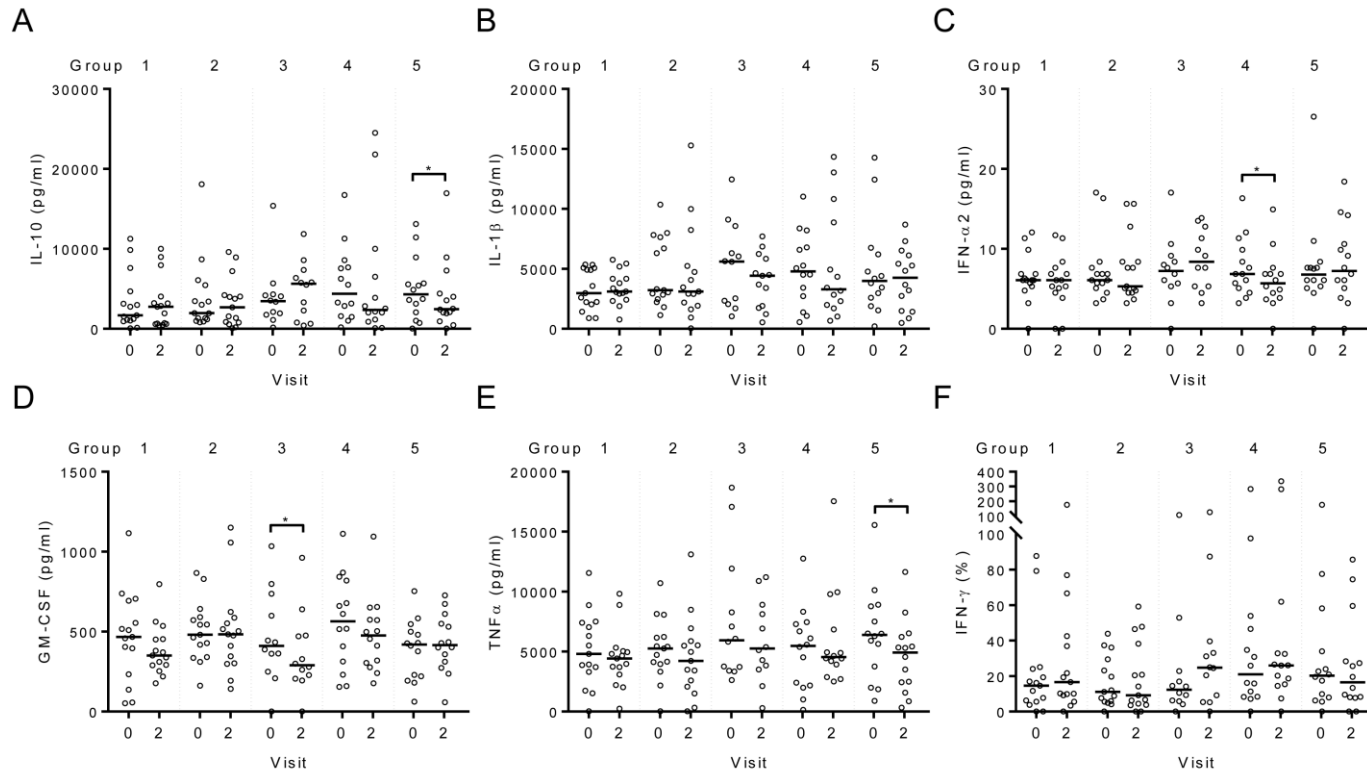 A
Group 1 2 3 4 5
30000
20000
10000
0
IL-10 (pg/ml)
*
0 2 0 2 0 2 0 2 0 2
Visit
B
Group 1 2 3 4 5
20000
15000
10000
5000
0
IL-1β (pg/ml)
0 2 0 2 0 2 0 2 0 2
Visit
C
Group 1 2 3 4 5
30
20
10
0
IFN-α2 (pg/ml)
*
0 2 0 2 0 2 0 2 0 2
Visit
D
Group 1 2 3 4 5
1500
1000
500
0
GM-CSF (pg/ml)
*
0 2 0 2 0 2 0 2 0 2
Visit
E
Group 1 2 3 4 5
20000
15000
10000
5000
0
TNFα (pg/ml)
*
0 2 0 2 0 2 0 2 0 2
Visit
F
Group 1 2 3 4 5
400
300
200
100
100
80
60
40
20
0
IFN-γ (%)
0 2 0 2 0 2 0 2 0 2
Visit